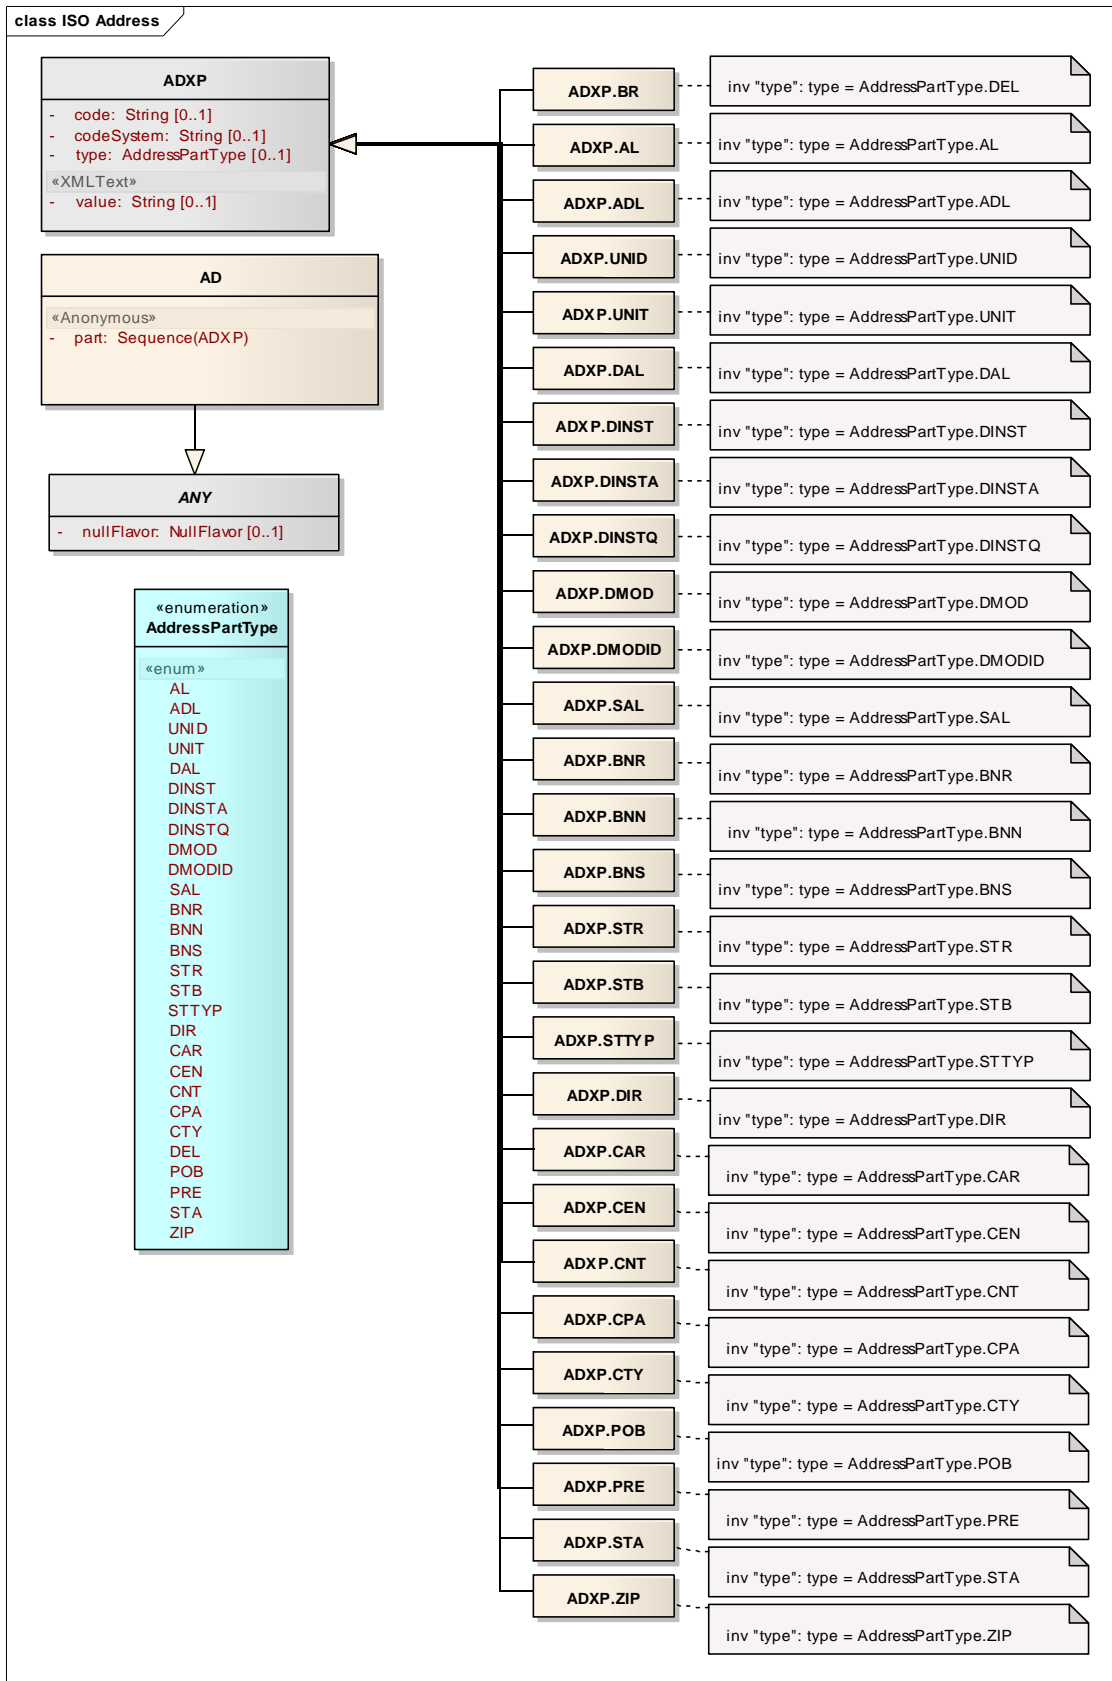 class ISO Address
ADXP
- code: String [0..1]
- codeSystem: String [0..1]
- type: AddressPartType [0..1]
«XMLText»
- value: String [0..1]
AD
«Anonymous»
- part: Sequence(ADXP)
ANY
- nullFlavor: NullFlavor [0..1]
«enumeration»
AddressPartType
«enum»
AL
ADL
UNID
UNIT
DAL
DINST
DINSTA
DINSTQ
DMOD
DMODID
SAL
BNR
BNN
BNS
STR
STB
STTYP
DIR
CAR
CEN
CNT
CPA
CTY
DEL
POB
PRE
STA
ZIP
ADXP.BR
inv "type": type = AddressPartType.DEL
ADXP.AL
inv "type": type = AddressPartType.AL
ADXP.ADL
inv "type": type = AddressPartType.ADL
ADXP.UNID
inv "type": type = AddressPartType.UNID
ADXP.UNIT
inv "type": type = AddressPartType.UNIT
ADXP.DAL
inv "type": type = AddressPartType.DAL
ADXP.DINST
inv "type": type = AddressPartType.DINST
ADXP.DINSTA
inv "type": type = AddressPartType.DINSTA
ADXP.DINSTQ
inv "type": type = AddressPartType.DINSTQ
ADXP.DMOD
inv "type": type = AddressPartType.DMOD
ADXP.DMODID
inv "type": type = AddressPartType.DMODID
ADXP.SAL
inv "type": type = AddressPartType.SAL
ADXP.BNR
inv "type": type = AddressPartType.BNR
ADXP.BNN
inv "type": type = AddressPartType.BNN
ADXP.BNS
inv "type": type = AddressPartType.BNS
ADXP.STR
inv "type": type = AddressPartType.STR
ADXP.STB
inv "type": type = AddressPartType.STB
ADXP.STTYP
inv "type": type = AddressPartType.STTYP
ADXP.DIR
inv "type": type = AddressPartType.DIR
ADXP.CAR
inv "type": type = AddressPartType.CAR
ADXP.CEN
inv "type": type = AddressPartType.CEN
ADXP.CNT
inv "type": type = AddressPartType.CNT
ADXP.CPA
inv "type": type = AddressPartType.CPA
ADXP.CTY
inv "type": type = AddressPartType.CTY
ADXP.POB
inv "type": type = AddressPartType.POB
ADXP.PRE
inv "type": type = AddressPartType.PRE
ADXP.STA
inv "type": type = AddressPartType.STA
ADXP.ZIP
inv "type": type = AddressPartType.ZIP